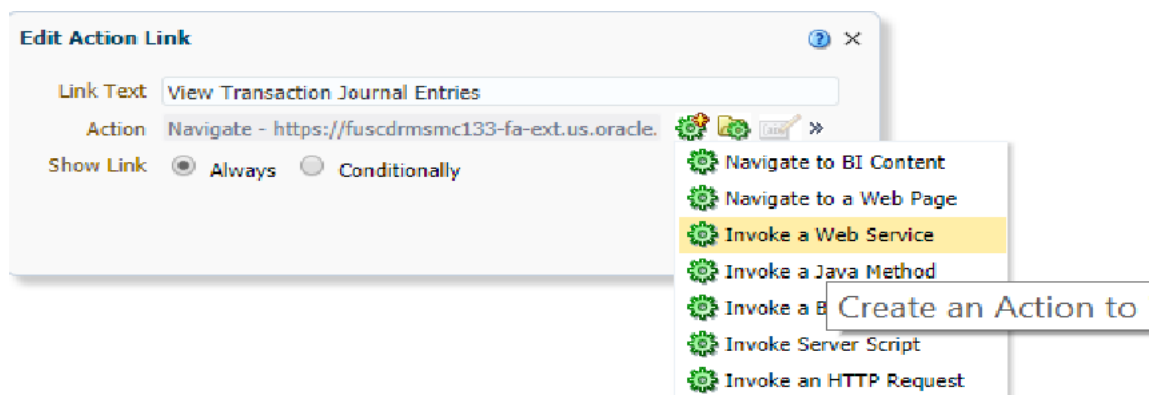 Edit Action Link
Link Text View Transaction Journal Entries
Action Navigate - https://fuscdrmsmc133-fa-ext.us.oracle.
Show Link Always Conditionally
Navigate to BI Content
Navigate to a Web Page
Invoke a Web Service
Invoke a Java Method
Invoke a B
Create an Action to
Invoke Server Script
Invoke an HTTP Request